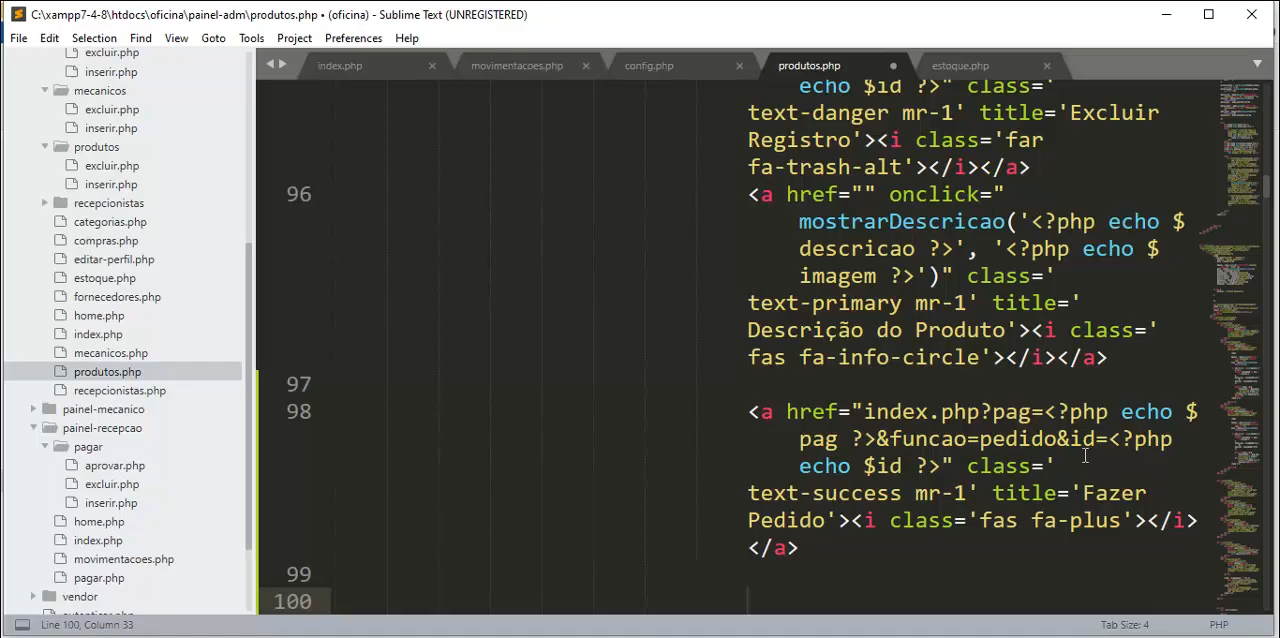 C:\xampp7-4-8\htdocs\oficina\painel-adm\produtos.php • (oficina) - Sublime Text (UNREGISTERED)
File Edit Selection Find View Goto Tools Project Preferences Help
excluir.php
inserir.php
mecanicos
excluir.php
inserir.php
produtos
excluir.php
inserir.php
recepcionistas
categorias.php
compras.php
editar-perfil.php
estoque.php
fornecedores.php
home.php
index.php
mecanicos.php
produtos.php
recepcionistas.php
painel-mecanico
painel-recepcao
pagar
aprovar.php
excluir.php
inserir.php
home.php
index.php
movimentacoes.php
pagar.php
vendor
autenticar.php
index.php movimentacoes.php config.php produtos.php estoque.php
echo $id ?>" class='
text-danger mr-1' title='Excluir
Registro'><i class='far
fa-trash-alt'></i></a>
96 <a href="" onclick="
mostrarDescricao('<?php echo $
descricao ?>', '<?php echo $
imagem ?>')" class='
text-primary mr-1' title='
Descrição do Produto'><i class='
fas fa-info-circle'></i></a>
97
98 <a href="index.php?pag=<?php echo $
pag ?>&funcao=pedido&id=<?php
echo $id ?>" class='
text-success mr-1' title='Fazer
Pedido'><i class='fas fa-plus'></i>
</a>
99
100
Line 100, Column 33 Tab Size: 4 PHP